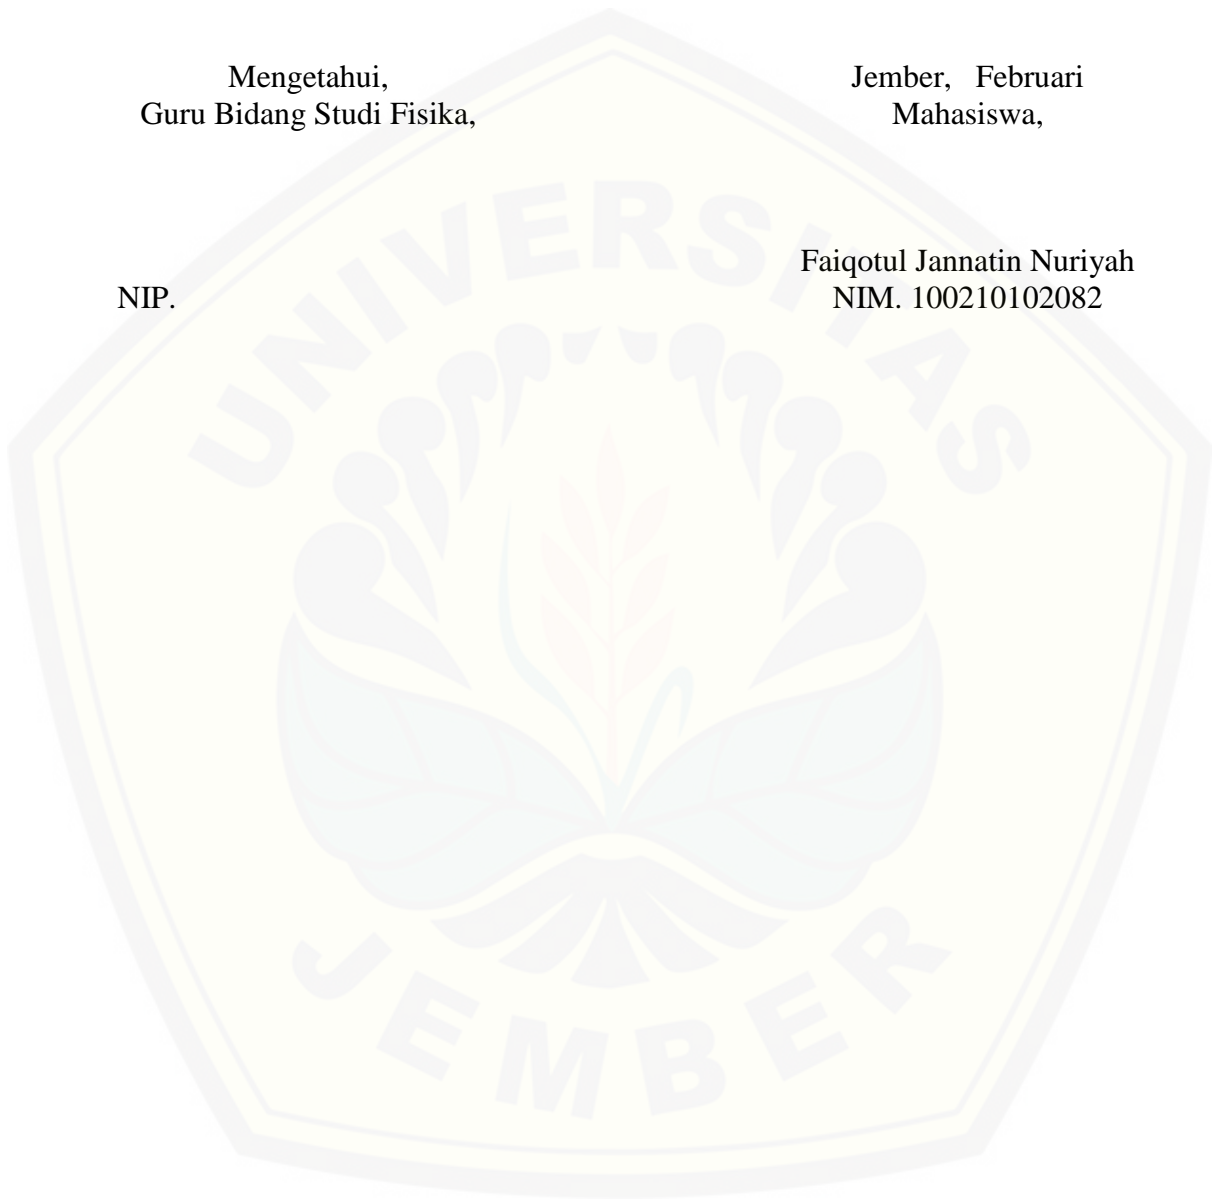 Mengetahui,
Guru Bidang Studi Fisika,
NIP.
Jember,   Februari
Mahasiswa,
Faiqotul Jannatin Nuriyah
NIM. 100210102082
UNIVERSITAS
JEMBER